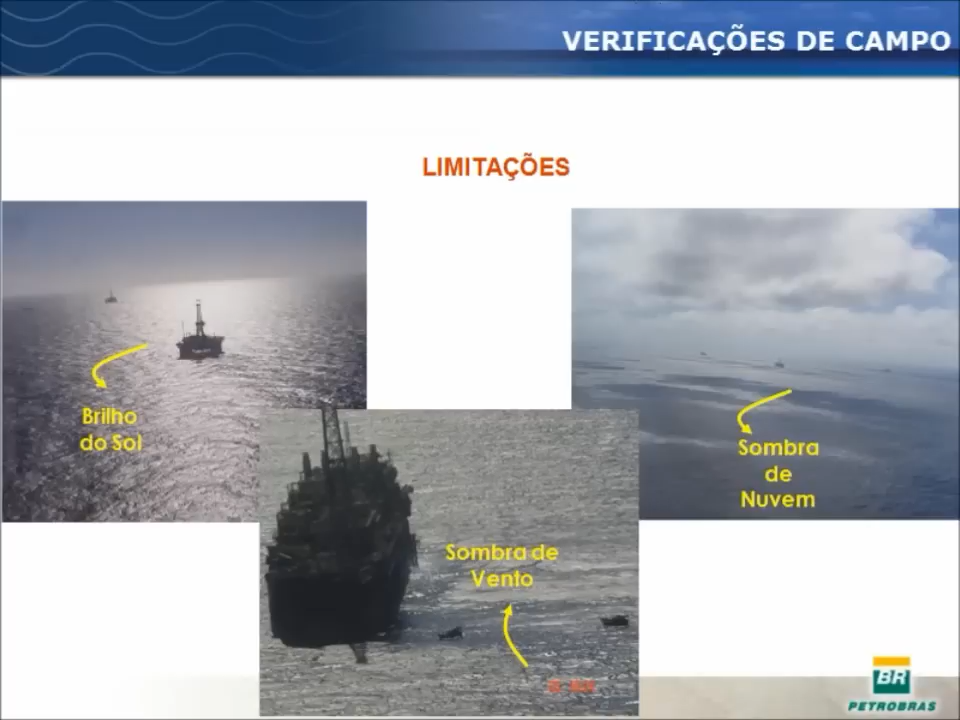 VERIFICAÇÕES DE CAMPO
LIMITAÇÕES
Brilho
do Sol
Sombra
de
Nuvem
Sombra de
Vento
BR
PETROBRAS